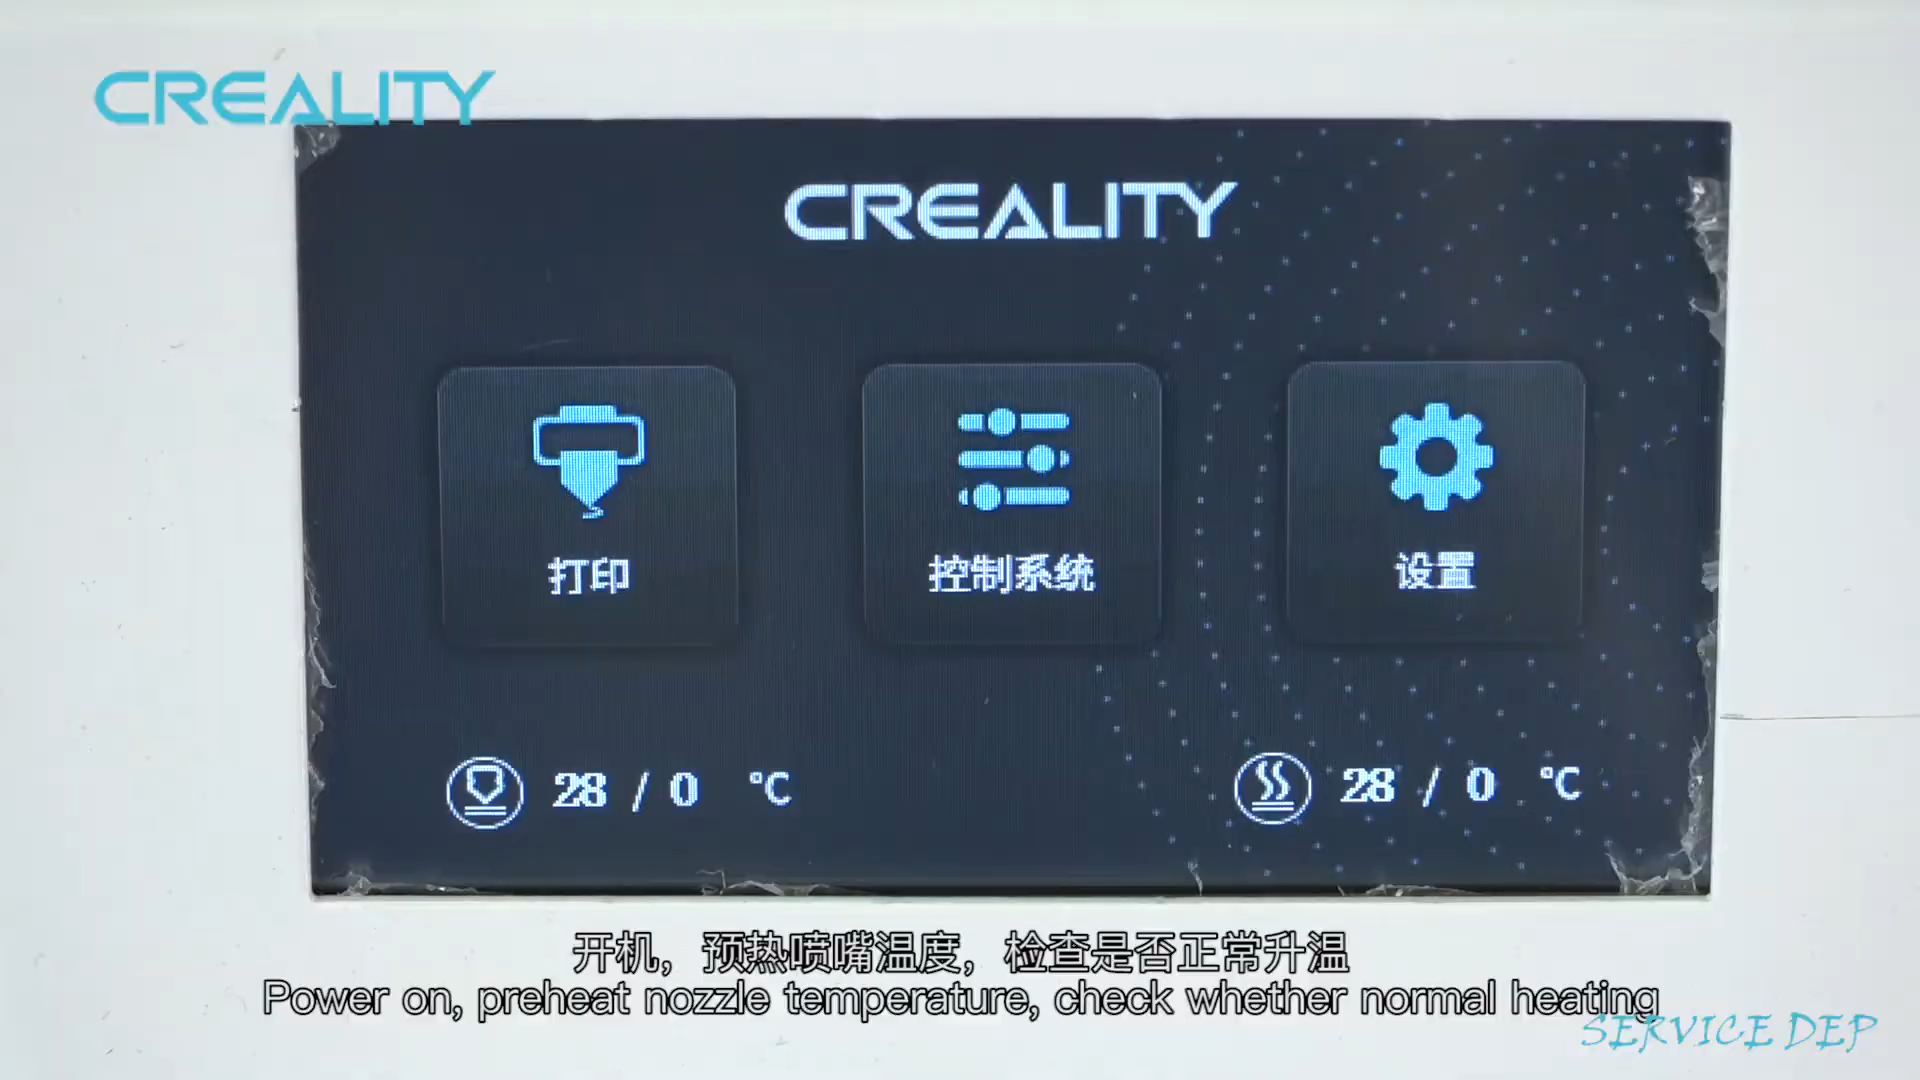 CREALITY
CREALITY
打印
控制系统
设置
28 / 0 °C
28 / 0 °C
开机，预热喷嘴温度，检查是否正常升温
Power on, preheat nozzle temperature, check whether normal heating
SERVICE DEP